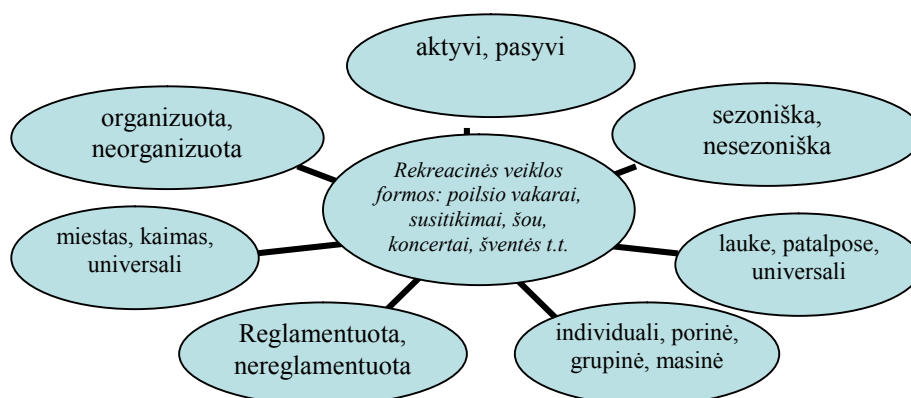 aktyvi, pasyvi
organizuota,
neorganizuota
sezoniška,
nesezoniška
Rekreacinės veiklos
formos: poilsio vakarai,
susitikimai, šou,
koncertai, šventės t.t.
miestas, kaimas,
universali
lauke, patalpose,
universali
Reglamentuota,
nereglamentuota
individuali, porinė,
grupinė, masinė